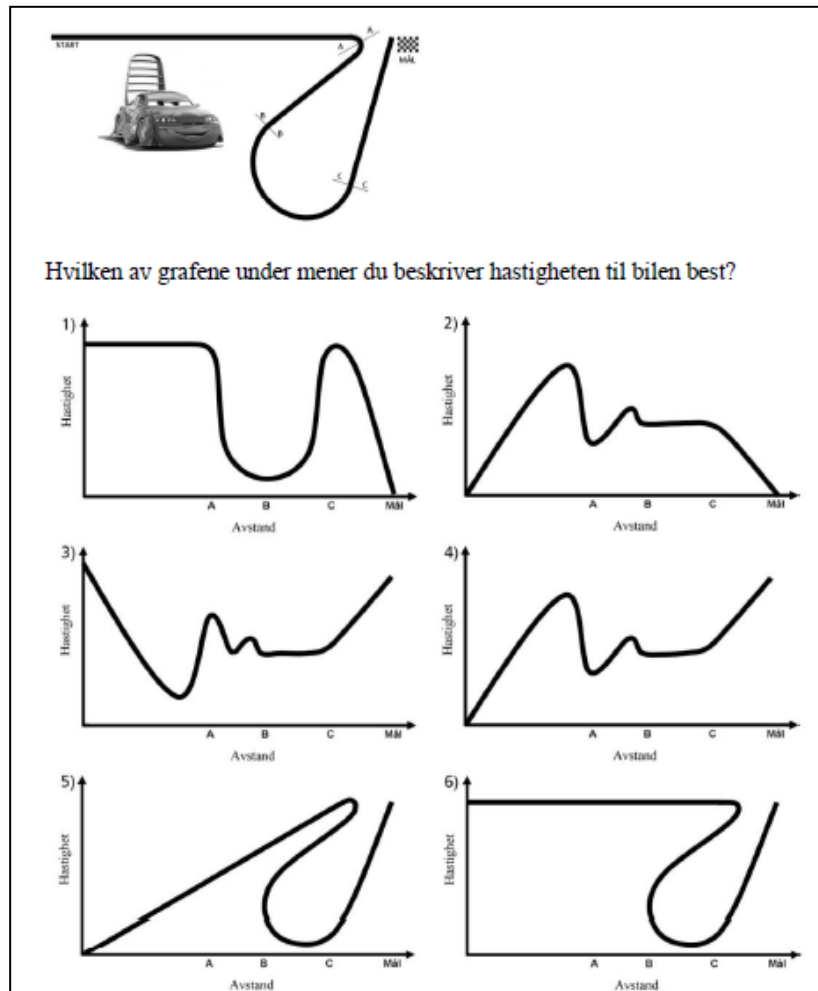 START
A
A
MÅL
B
B
C
C
Hvilken av grafene under mener du beskriver hastigheten til bilen best?
1)
Hastighet
A B C Mål
Avstand
2)
Hastighet
A B C Mål
Avstand
3)
Hastighet
A B C Mål
Avstand
4)
Hastighet
A B C Mål
Avstand
5)
Hastighet
A B C Mål
Avstand
6)
Hastighet
A B C Mål
Avstand